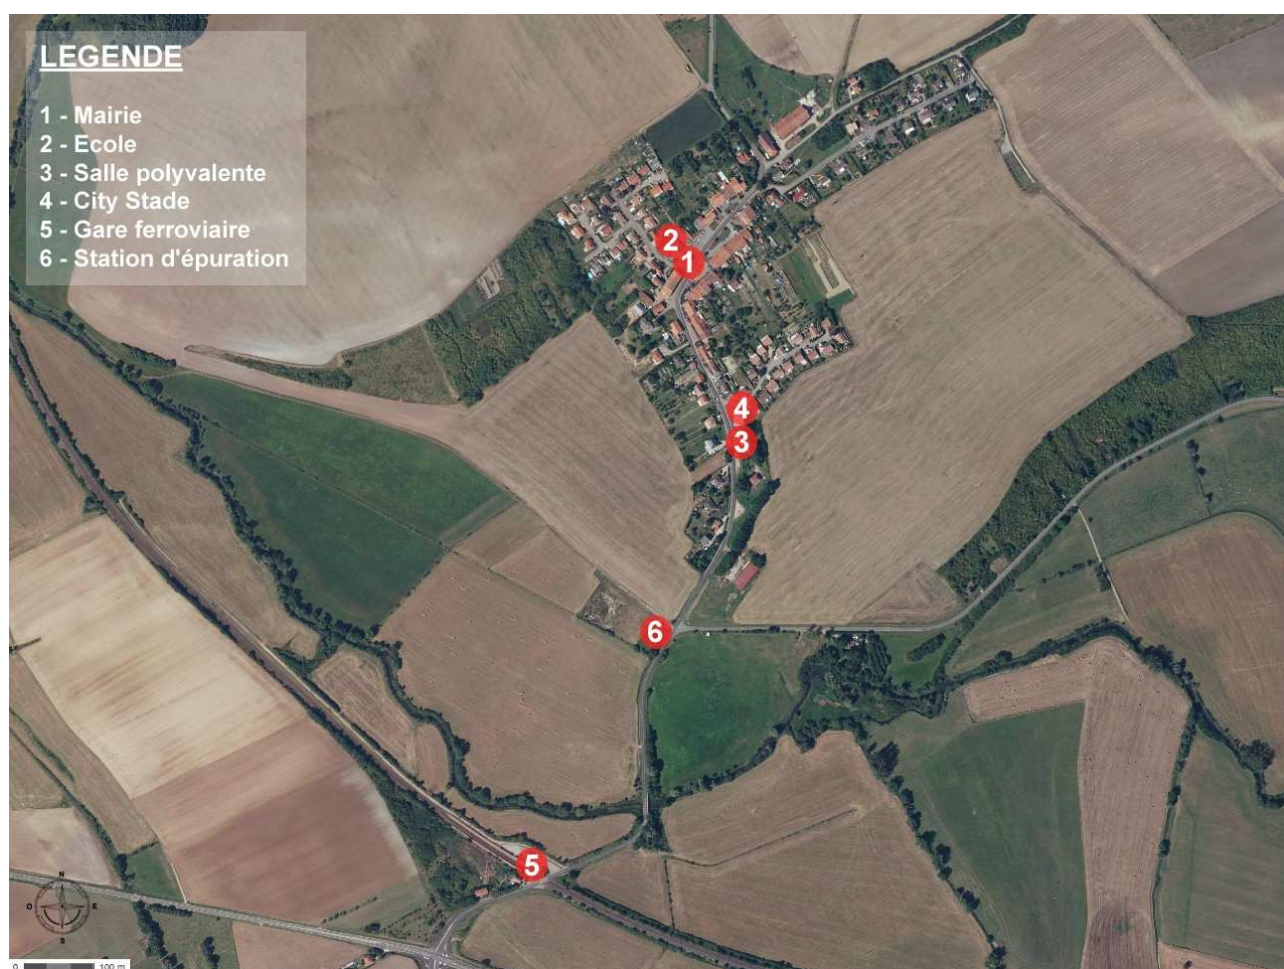 LEGENDE
1 - Mairie
2 - Ecole
3 - Salle polyvalente
4 - City Stade
5 - Gare ferroviaire
6 - Station d'épuration
2
1
4
3
6
5
N
O E
S
0 100 m